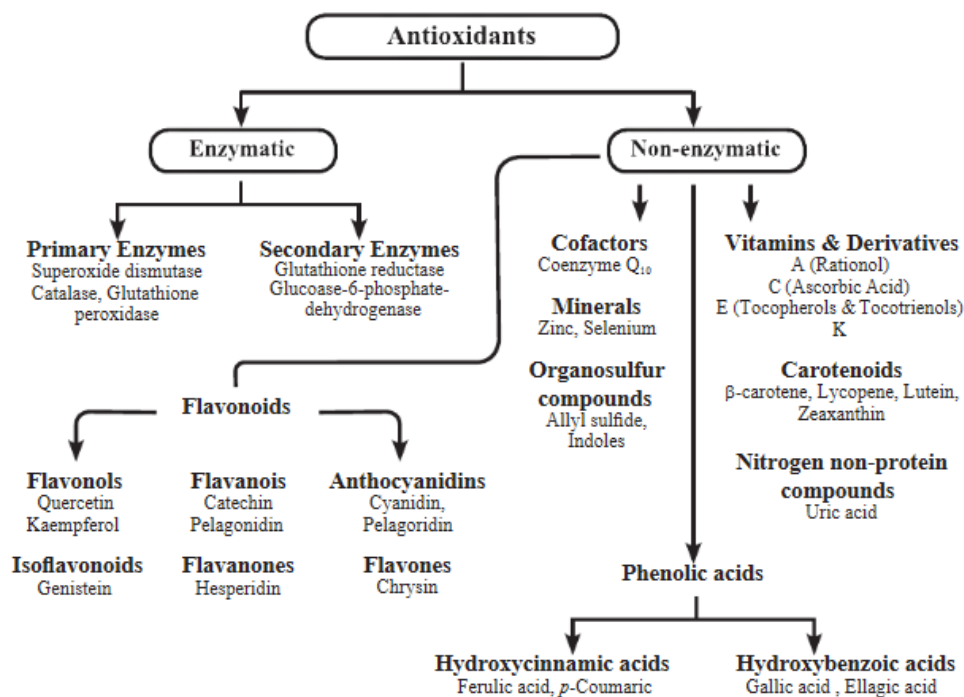 Antioxidants
Enzymatic
Non-enzymatic
Primary Enzymes
Superoxide dismutase
Catalase, Glutathione
peroxidase
Secondary Enzymes
Glutathione reductase
Glucoase-6-phosphate-
dehydrogenase
Cofactors
Coenzyme Q₁₀
Minerals
Zinc, Selenium
Organosulfur
compounds
Allyl sulfide,
Indoles
Vitamins & Derivatives
A (Rationol)
C (Ascorbic Acid)
E (Tocopherols & Tocotrienols)
K
Carotenoids
β-carotene, Lycopene, Lutein,
Zeaxanthin
Nitrogen non-protein
compounds
Uric acid
Flavonoids
Flavonols
Quercetin
Kaempferol
Flavanois
Catechin
Pelagonidin
Anthocyanidins
Cyanidin,
Pelagoridin
Isoflavonoids
Genistein
Flavanones
Hesperidin
Flavones
Chrysin
Phenolic acids
Hydroxycinnamic acids
Ferulic acid, p-Coumaric
Hydroxybenzoic acids
Gallic acid , Ellagic acid